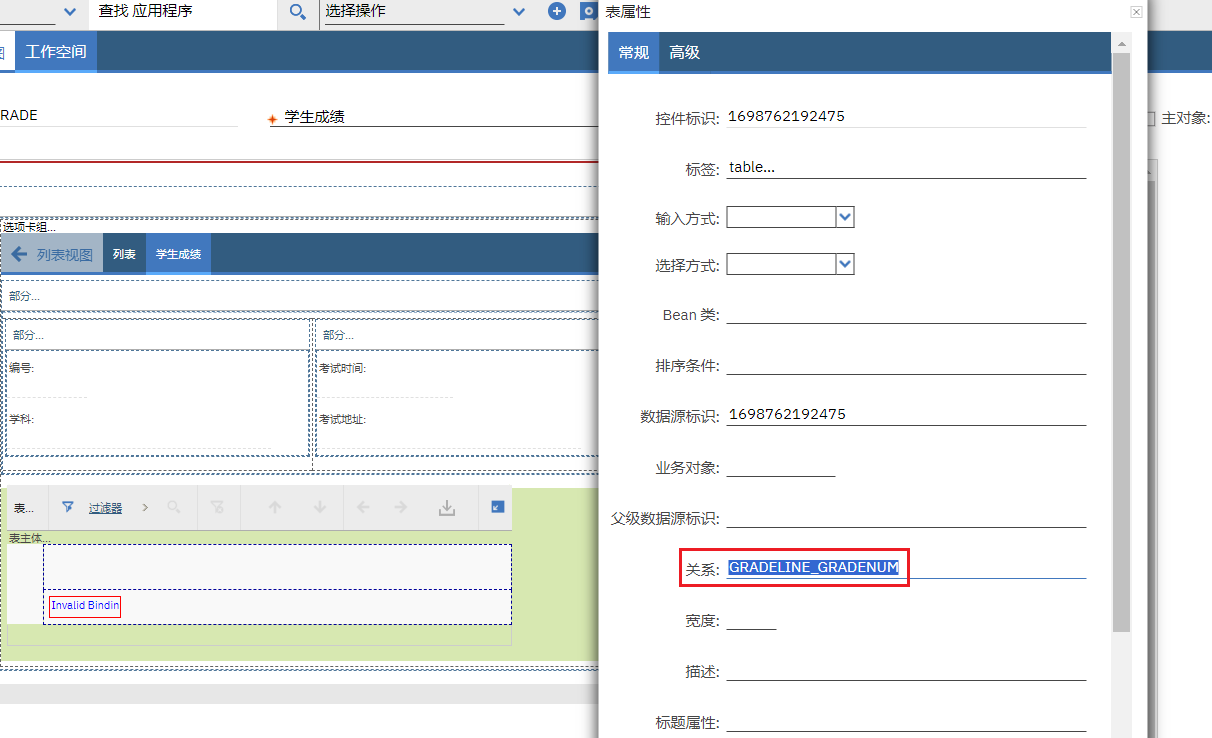 查找 应用程序
选择操作
工作空间
RADE
学生成绩
主对象:
选项卡组...
列表视图
列表
学生成绩
部分...
部分...
部分...
编号:
考试时间:
学科:
考试地址:
表...
过滤器
表主体...
Invalid Bindin
表属性
常规
高级
控件标识: 1698762192475
标签: table...
输入方式:
选择方式:
Bean 类:
排序条件:
数据源标识: 1698762192475
业务对象:
父级数据源标识:
关系: GRADELINE_GRADENUM
宽度:
描述:
标题属性: